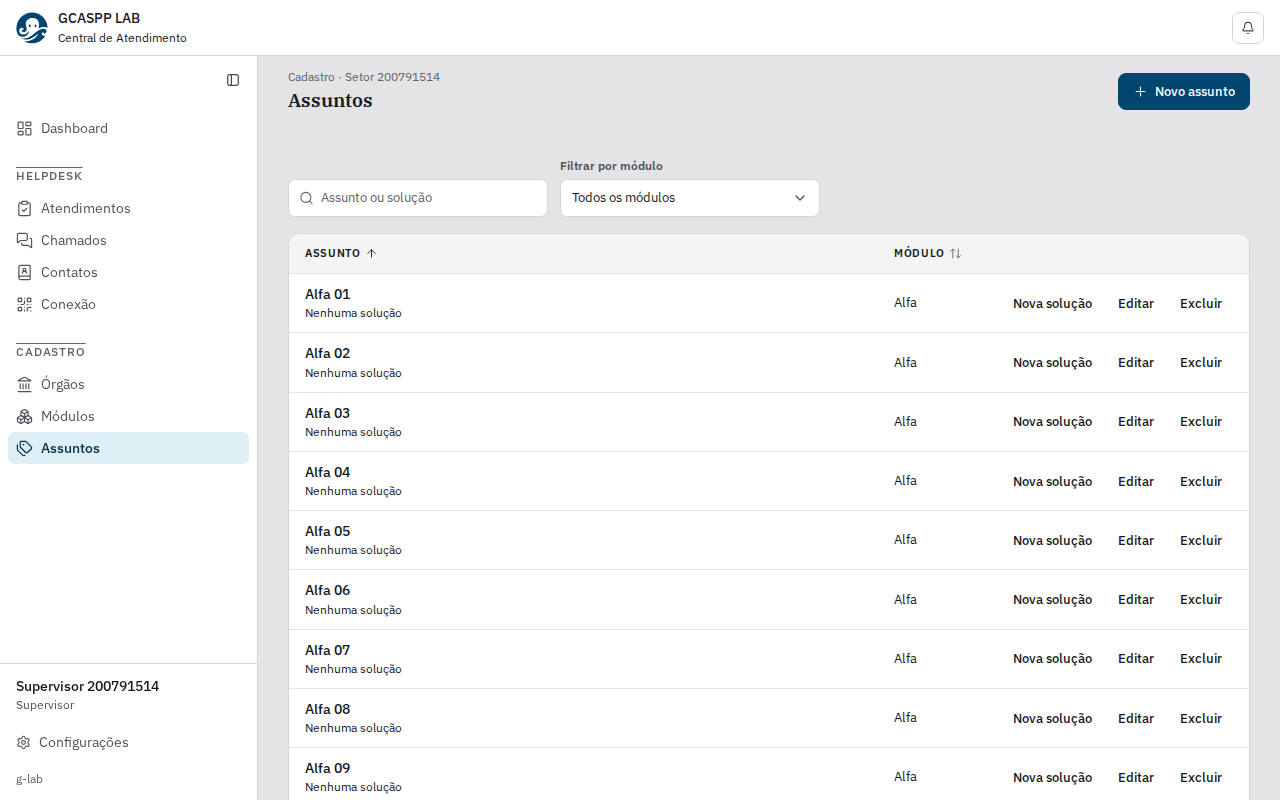 GCASPP LAB
Central de Atendimento
Dashboard
HELPDESK
Atendimentos
Chamados
Contatos
Conexão
CADASTRO
Órgãos
Módulos
Assuntos
Supervisor 200791514
Supervisor
Configurações
g-lab
Cadastro · Setor 200791514
Assuntos
Novo assunto
Filtrar por módulo
Assunto ou solução
Todos os módulos
ASSUNTO MÓDULO
Alfa 01
Nenhuma solução
Alfa Nova solução Editar Excluir
Alfa 02
Nenhuma solução
Alfa Nova solução Editar Excluir
Alfa 03
Nenhuma solução
Alfa Nova solução Editar Excluir
Alfa 04
Nenhuma solução
Alfa Nova solução Editar Excluir
Alfa 05
Nenhuma solução
Alfa Nova solução Editar Excluir
Alfa 06
Nenhuma solução
Alfa Nova solução Editar Excluir
Alfa 07
Nenhuma solução
Alfa Nova solução Editar Excluir
Alfa 08
Nenhuma solução
Alfa Nova solução Editar Excluir
Alfa 09
Nenhuma solução
Alfa Nova solução Editar Excluir